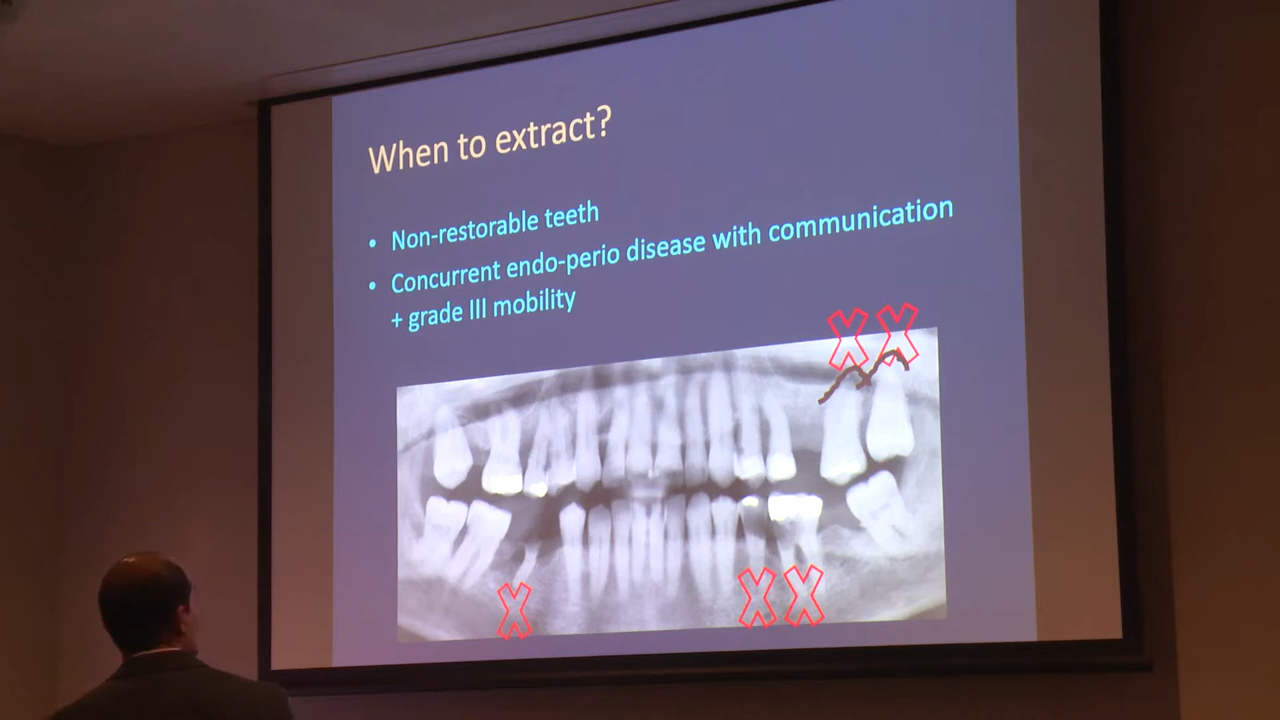 When to extract?
• Non-restorable teeth
• Concurrent endo-perio disease with communication
+ grade III mobility